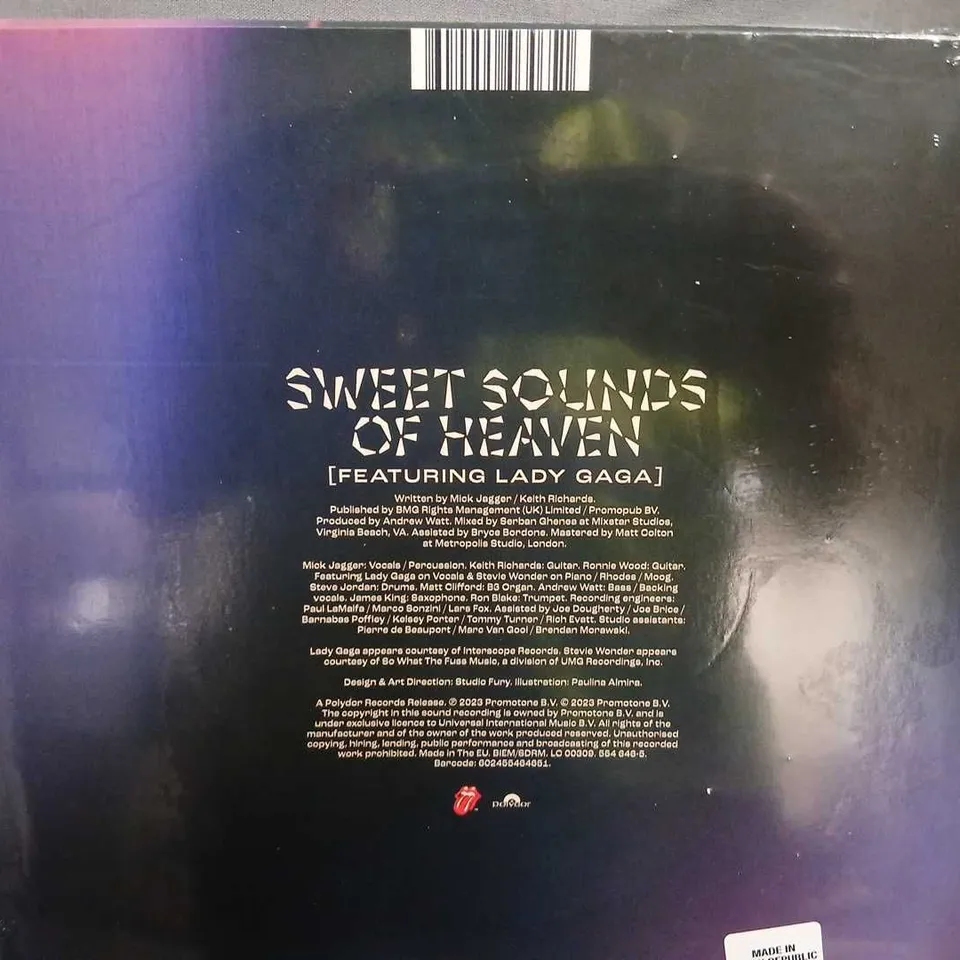 SWEET SOUNDS
OF HEAVEN
[FEATURING LADY GAGA]
Written by Mick Jagger / Keith Richards.
Published by BMG Rights Management (UK) Limited / Promopub BV.
Produced by Andrew Watt. Mixed by Serban Ghenea at Mixstar Studios,
Virginia Beach, VA. Assisted by Bryce Bordone. Mastered by Matt Colton
at Metropolis Studio, London.
Mick Jagger: Vocals / Percussion. Keith Richards: Guitar. Ronnie Wood: Guitar.
Featuring Lady Gaga on Vocals & Stevie Wonder on Piano / Rhodes / Moog.
Steve Jordan: Drums. Matt Clifford: B3 Organ. Andrew Watt: Bass / Backing
vocals. James King: Saxophone. Ron Blake: Trumpet. Recording engineers:
Paul LaMalfa / Marco Sonzini / Lars Fox. Assisted by Joe Dougherty / Joe Brice /
Barnabas Poffley / Kelsey Porter / Tommy Turner / Rich Evatt. Studio assistants:
Pierre de Beauport / Marc Van Gool / Brendan Morawski.
Lady Gaga appears courtesy of Interscope Records. Stevie Wonder appears
courtesy of So What The Fuss Music, a division of UMG Recordings, Inc.
Design & Art Direction: Studio Fury. Illustration: Paulina Almira.
A Polydor Records Release. ℗ 2023 Promotone B.V. © 2023 Promotone B.V.
The copyright in this sound recording is owned by Promotone B.V. and is
under exclusive licence to Universal International Music B.V. All rights of the
manufacturer and of the owner of the work produced reserved. Unauthorised
copying, hiring, lending, public performance and broadcasting of this recorded
work prohibited. Made in The EU. BIEM/SDRM. LC 00309. 554 646-5.
Barcode: 602455464651.
polydor
MADE IN
REPUBLIC